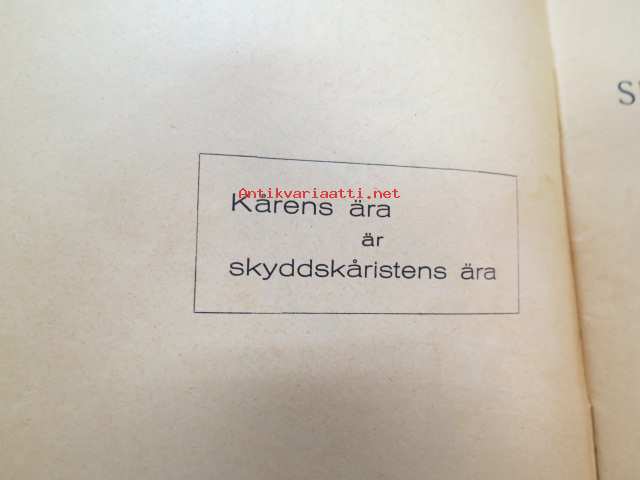 Antikvariaatti.net
Kårens ära
är
skyddskåristens ära